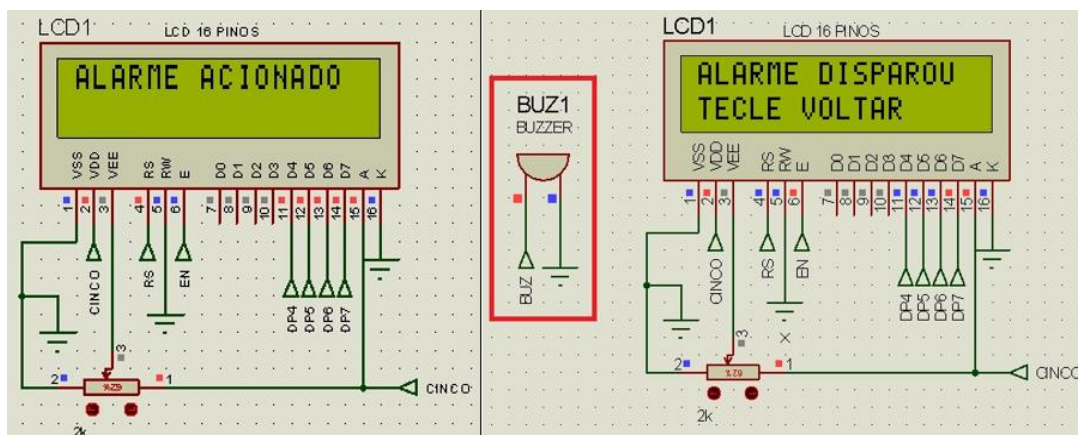 LCD1
LCD 16 PINOS
ALARME ACIONADO
VSS VDD VEE RS RW E D0 D1 D2 D3 D4 D5 D6 D7 A K
1 2 3 4 5 6 7 8 9 10 11 12 13 14 15 16
CINCO RS EN DP4 DP5 DP6 DP7
3
2 62% 1
CINCO
2k
BUZ1
BUZZER
BUZ
LCD1
LCD 16 PINOS
ALARME DISPAROU
TECLE VOLTAR
VSS VDD VEE RS RW E D0 D1 D2 D3 D4 D5 D6 D7 A K
1 2 3 4 5 6 7 8 9 10 11 12 13 14 15 16
CINCO RS EN DP4 DP5 DP6 DP7
3
2 62% 1
CINCO
2k